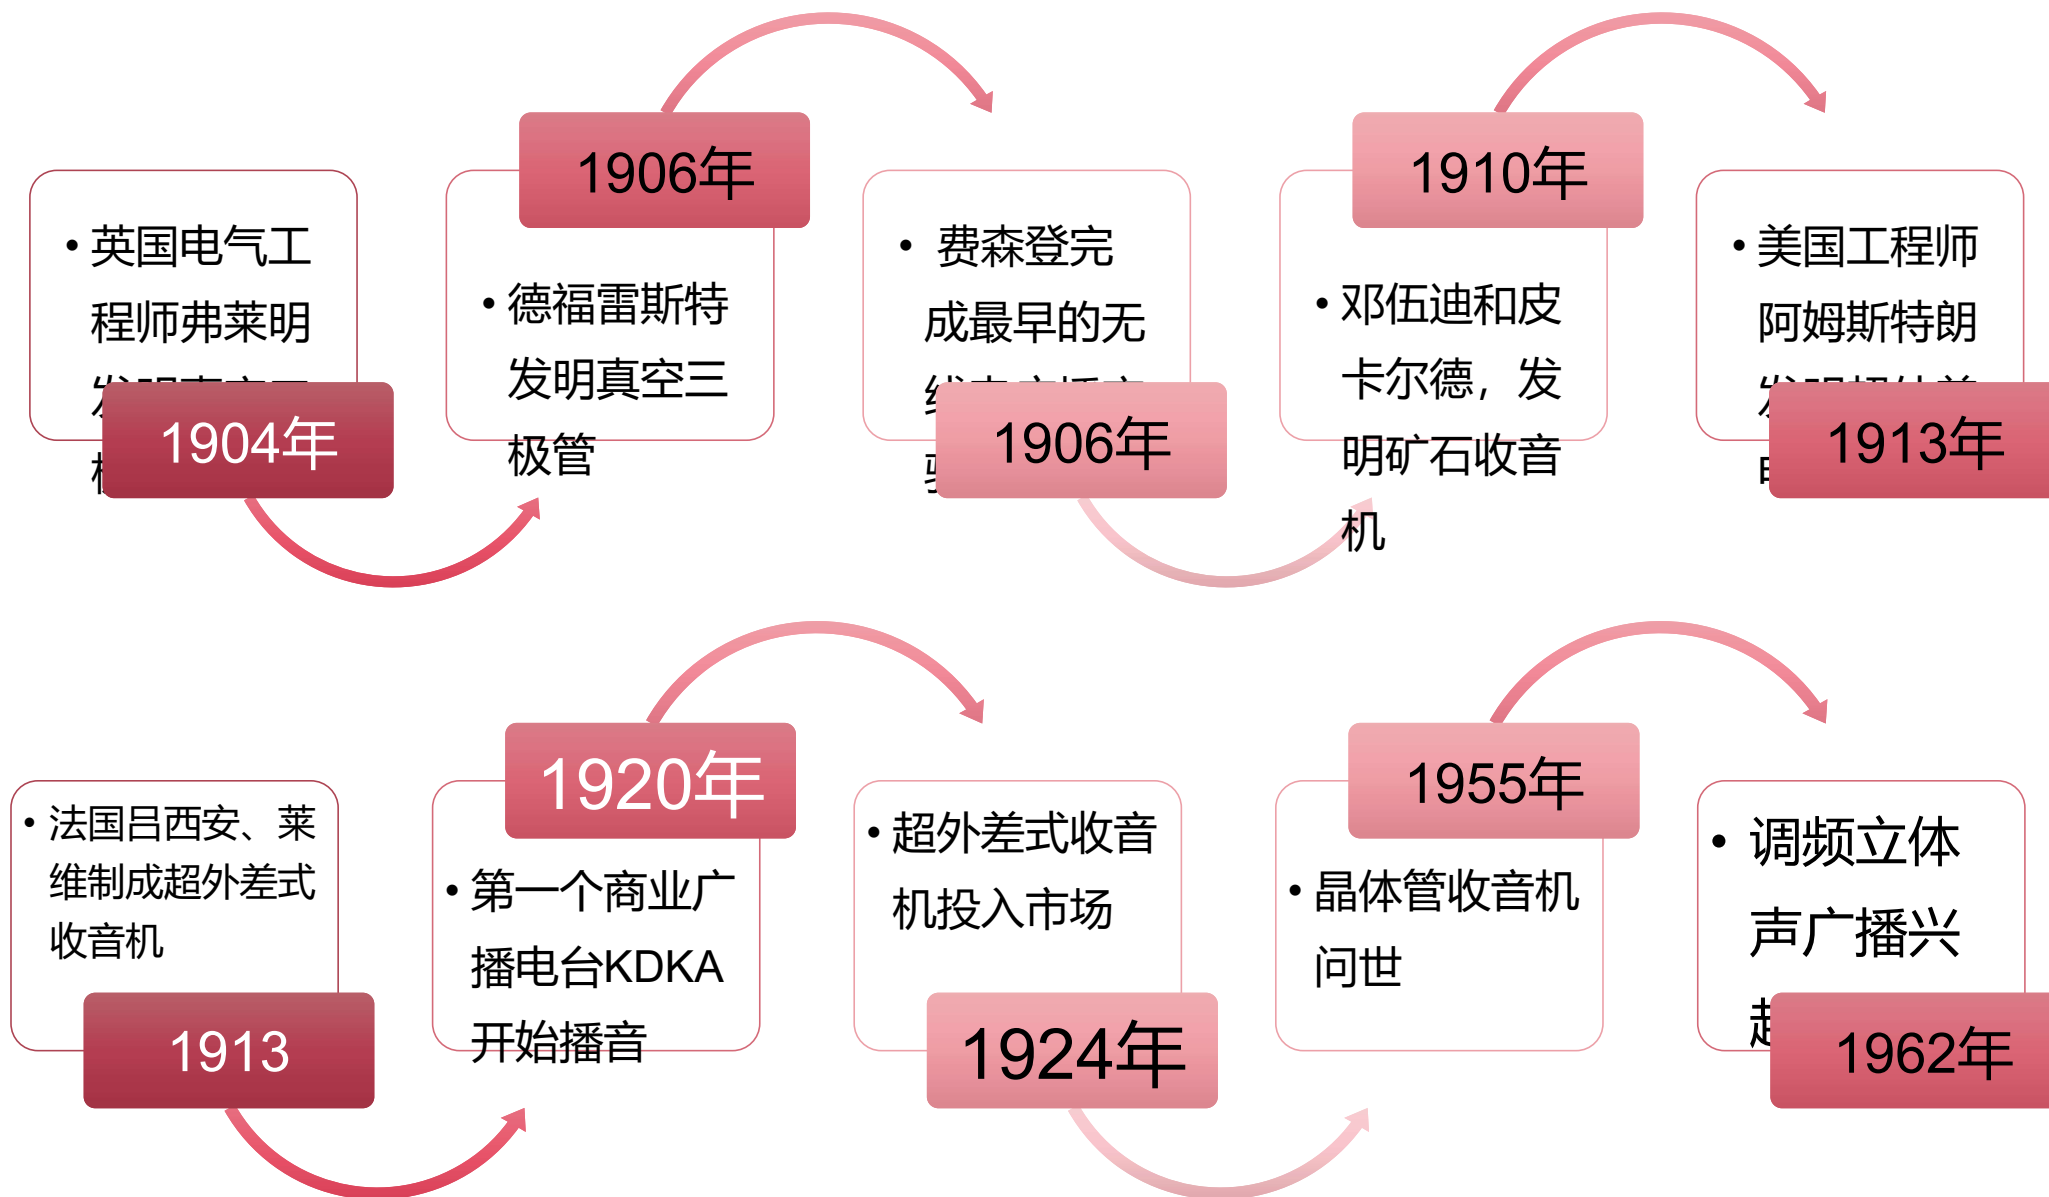 1906年
1910年
• 英国电气工
程师弗莱明
1904年
• 德福雷斯特
发明真空三
极管
• 费森登完
成最早的无
1906年
• 邓伍迪和皮
卡尔德，发
明矿石收音
机
• 美国工程师
阿姆斯特朗
1913年
• 法国吕西安、莱
维制成超外差式
收音机
1913
1920年
• 第一个商业广
播电台KDKA
开始播音
• 超外差式收音
机投入市场
1924年
1955年
• 晶体管收音机
问世
• 调频立体
声广播兴
1962年